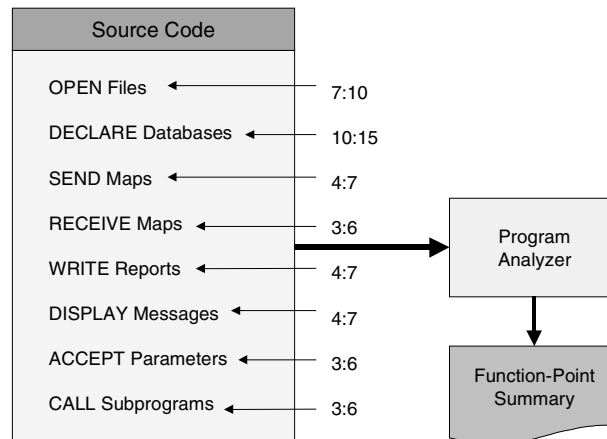 Source Code
OPEN Files
7:10
DECLARE Databases
10:15
SEND Maps
4:7
RECEIVE Maps
3:6
WRITE Reports
4:7
DISPLAY Messages
4:7
ACCEPT Parameters
3:6
CALL Subprograms
3:6
Program
Analyzer
Function-Point
Summary